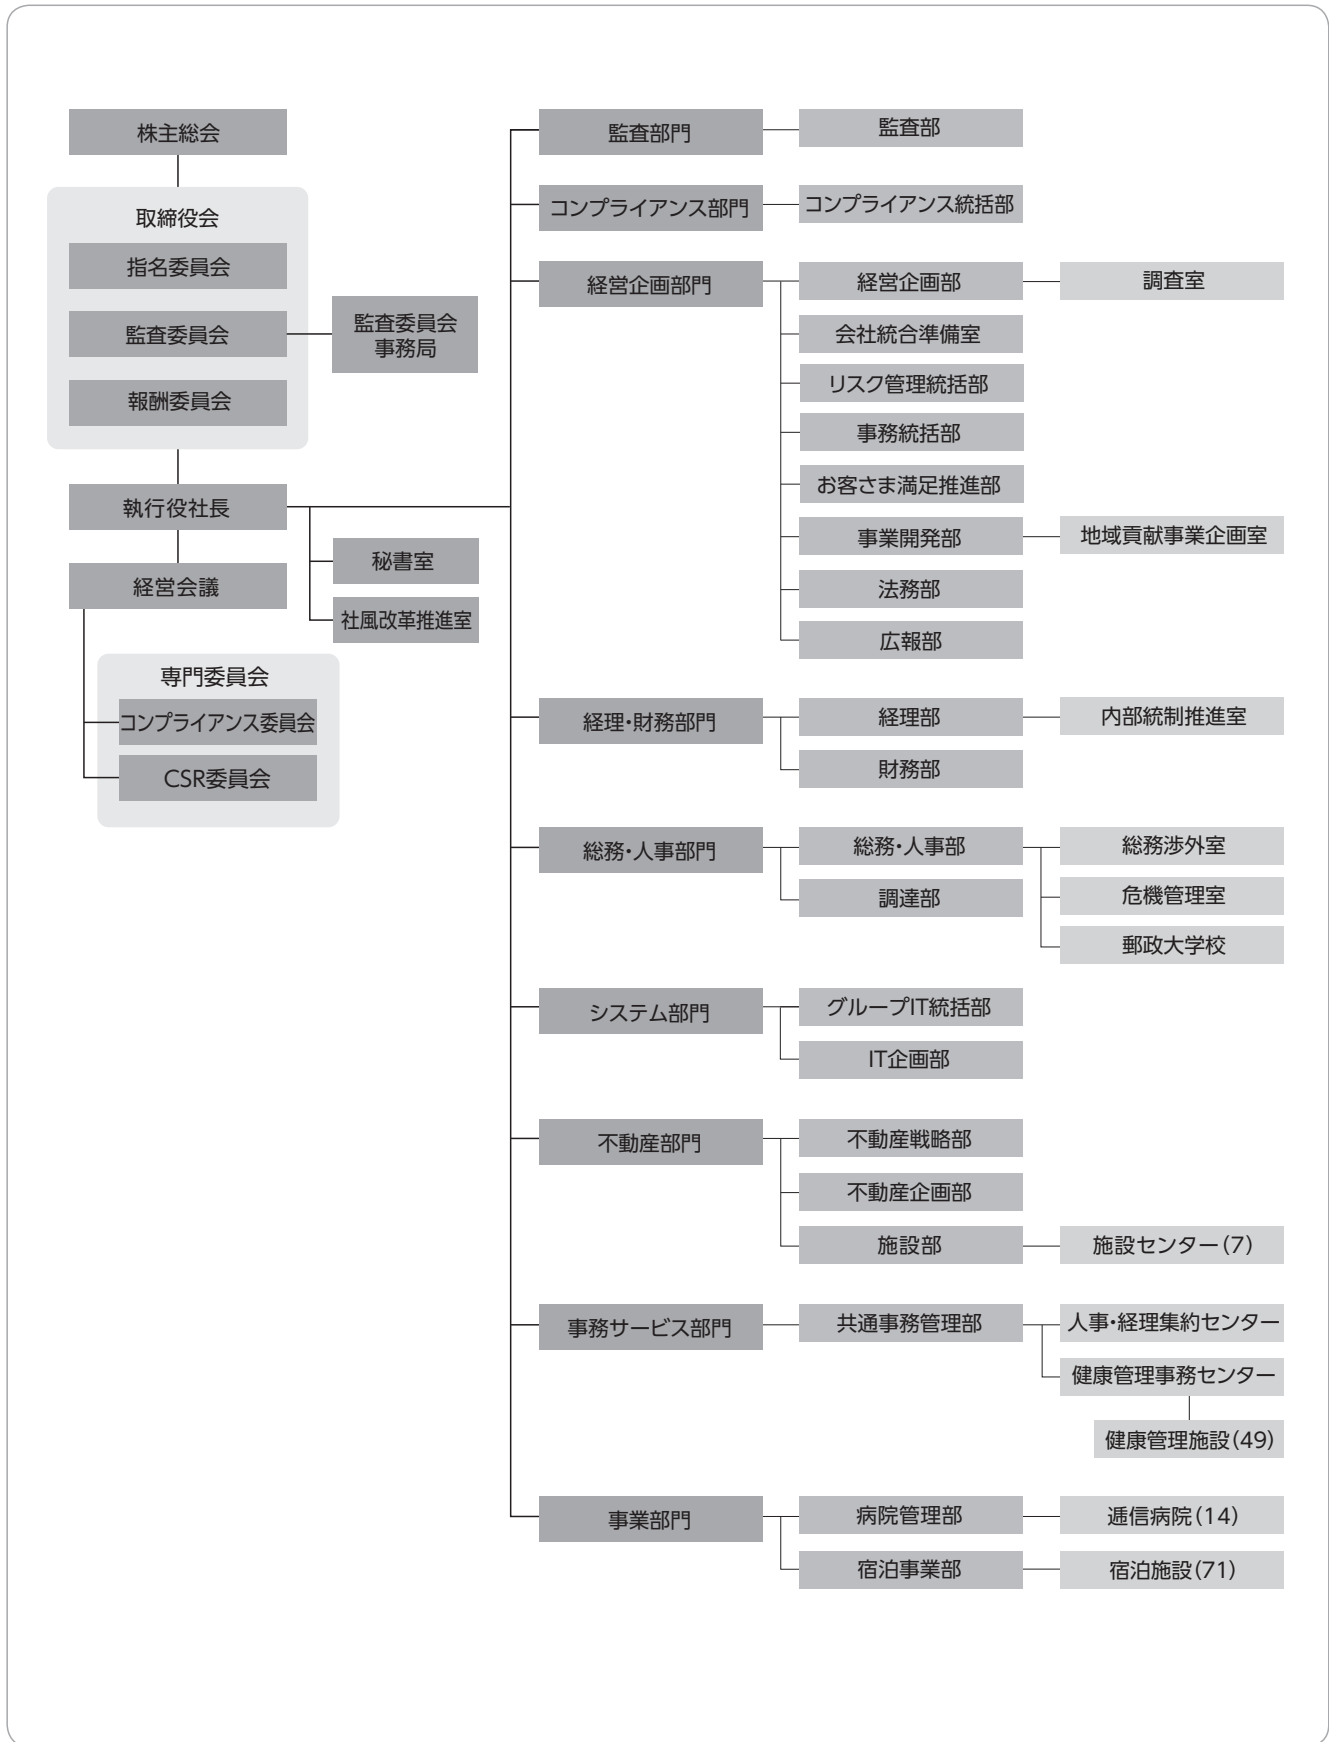 株主総会
取締役会
指名委員会
監査委員会
監査委員会
事務局
報酬委員会
執行役社長
秘書室
社風改革推進室
経営会議
専門委員会
コンプライアンス委員会
CSR委員会
監査部門
監査部
コンプライアンス部門
コンプライアンス統括部
経営企画部門
経営企画部
調査室
会社統合準備室
リスク管理統括部
事務統括部
お客さま満足推進部
事業開発部
地域貢献事業企画室
法務部
広報部
経理・財務部門
経理部
内部統制推進室
財務部
総務・人事部門
総務・人事部
総務渉外室
危機管理室
郵政大学校
調達部
システム部門
グループIT統括部
IT企画部
不動産部門
不動産戦略部
不動産企画部
施設部
施設センター(7)
事務サービス部門
共通事務管理部
人事・経理集約センター
健康管理事務センター
健康管理施設(49)
事業部門
病院管理部
逓信病院(14)
宿泊事業部
宿泊施設(71)